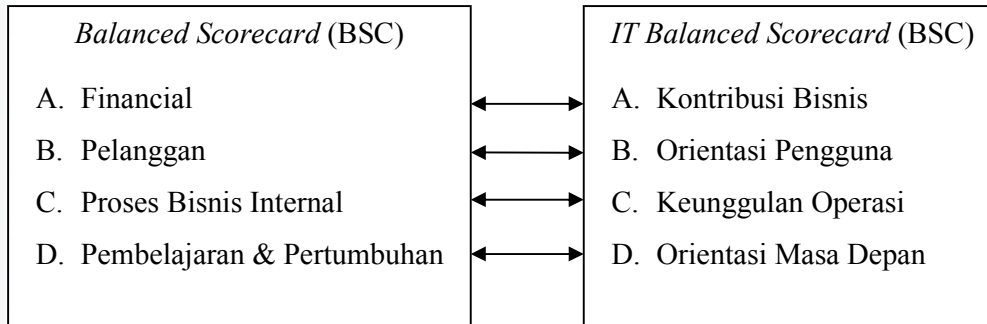 Balanced Scorecard (BSC)
A. Financial
B. Pelanggan
C. Proses Bisnis Internal
D. Pembelajaran & Pertumbuhan
IT Balanced Scorecard (BSC)
A. Kontribusi Bisnis
B. Orientasi Pengguna
C. Keunggulan Operasi
D. Orientasi Masa Depan